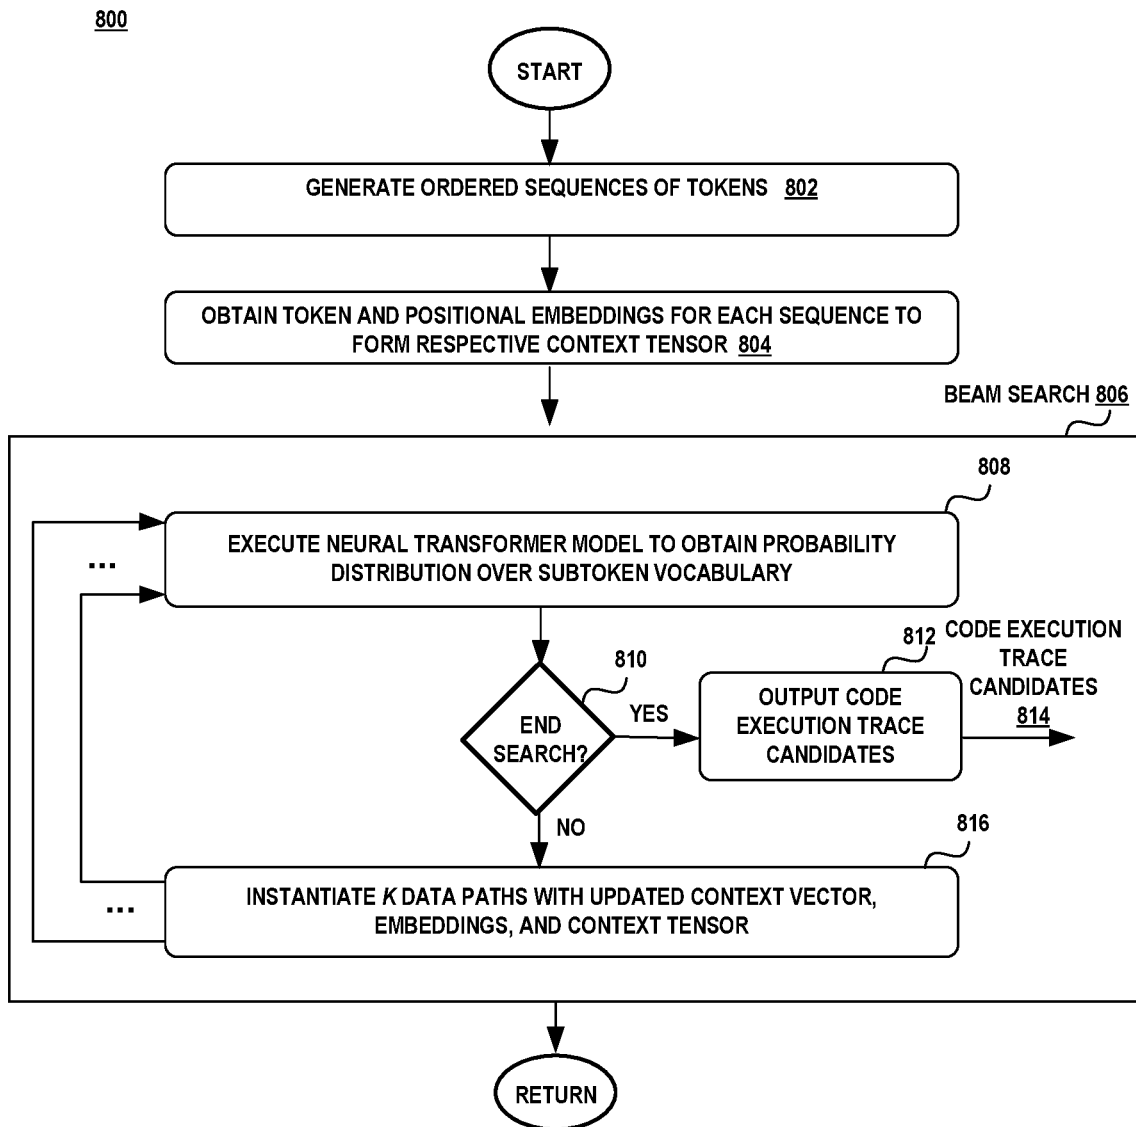 800
START
GENERATE ORDERED SEQUENCES OF TOKENS 802
OBTAIN TOKEN AND POSITIONAL EMBEDDINGS FOR EACH SEQUENCE TO
FORM RESPECTIVE CONTEXT TENSOR 804
BEAM SEARCH 806
808
EXECUTE NEURAL TRANSFORMER MODEL TO OBTAIN PROBABILITY
DISTRIBUTION OVER SUBTOKEN VOCABULARY
...
810
END
SEARCH?
YES
812
OUTPUT CODE
EXECUTION TRACE
CANDIDATES
CODE EXECUTION
TRACE
CANDIDATES
814
NO
816
INSTANTIATE K DATA PATHS WITH UPDATED CONTEXT VECTOR,
EMBEDDINGS, AND CONTEXT TENSOR
...
RETURN